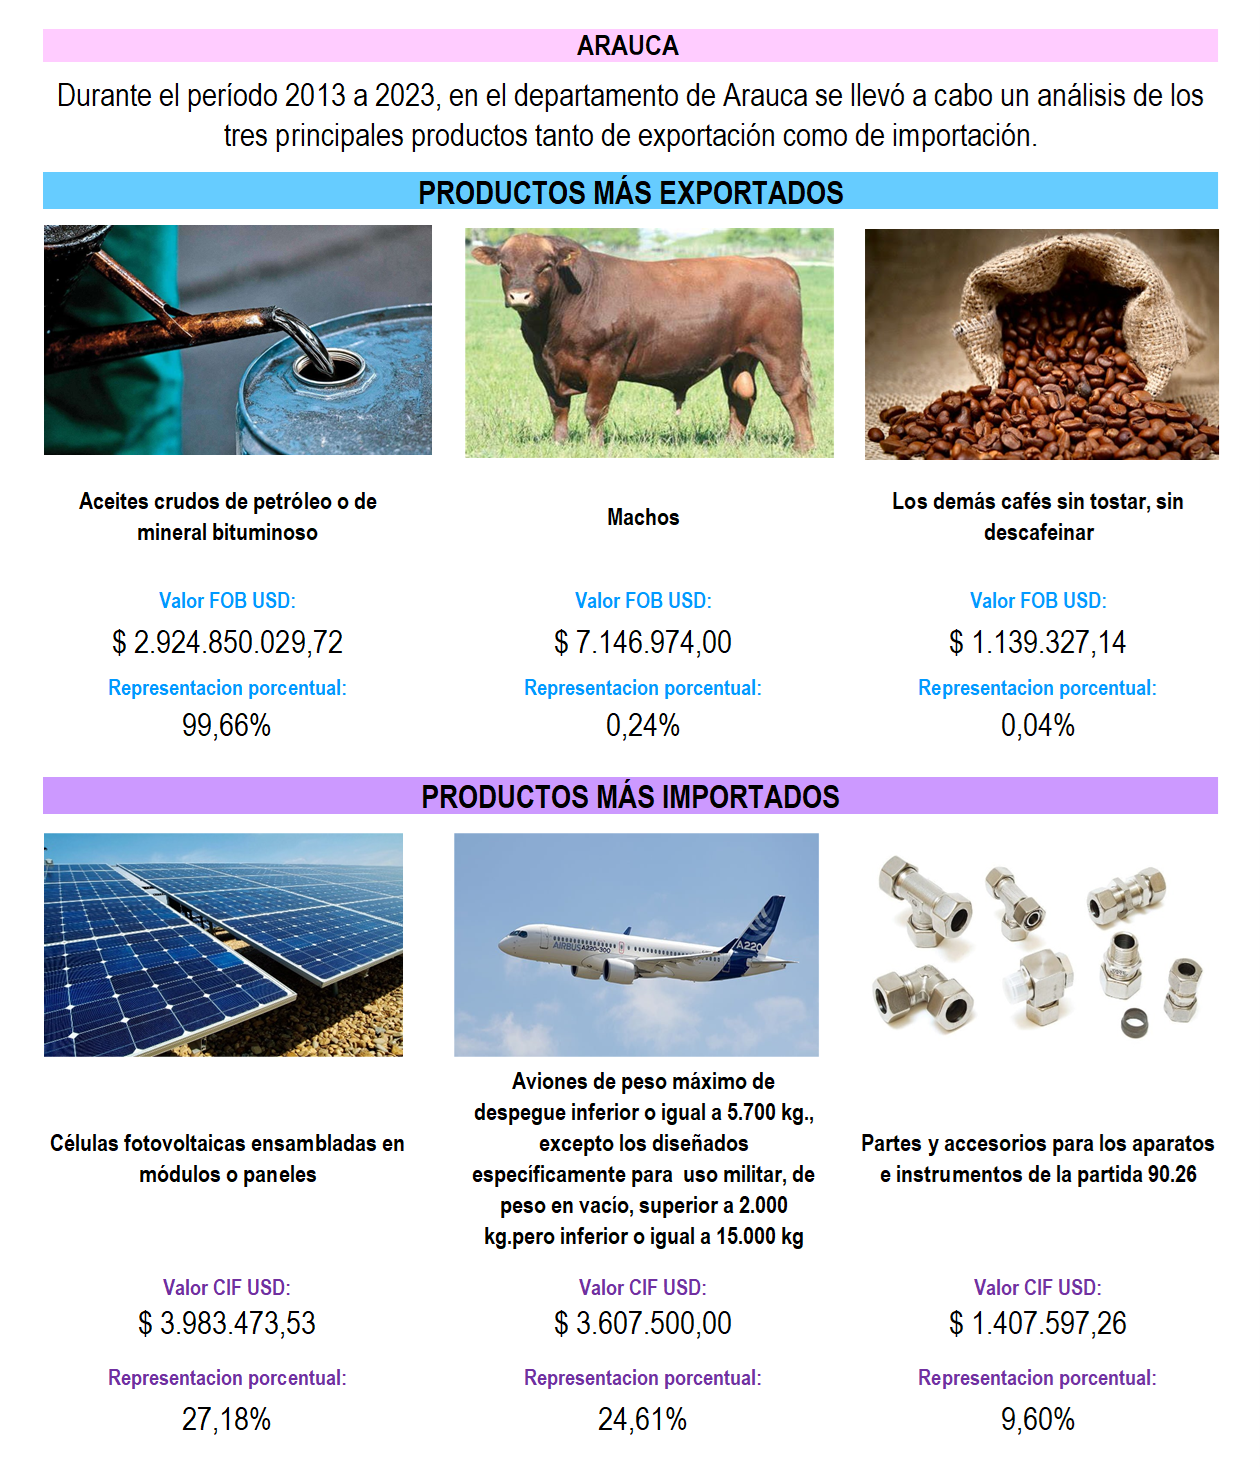 ARAUCA
Durante el período 2013 a 2023, en el departamento de Arauca se llevó a cabo un análisis de los
tres principales productos tanto de exportación como de importación.
PRODUCTOS MÁS EXPORTADOS
Aceites crudos de petróleo o de
mineral bituminoso
Valor FOB USD:
$ 2.924.850.029,72
Representacion porcentual:
99,66%
Machos
Valor FOB USD:
$ 7.146.974,00
Representacion porcentual:
0,24%
Los demás cafés sin tostar, sin
descafeinar
Valor FOB USD:
$ 1.139.327,14
Representacion porcentual:
0,04%
PRODUCTOS MÁS IMPORTADOS
Células fotovoltaicas ensambladas en
módulos o paneles
Valor CIF USD:
$ 3.983.473,53
Representacion porcentual:
27,18%
AIRBUS A220-300
A220
Aviones de peso máximo de
despegue inferior o igual a 5.700 kg.,
excepto los diseñados
específicamente para  uso militar, de
peso en vacío, superior a 2.000
kg.pero inferior o igual a 15.000 kg
Valor CIF USD:
$ 3.607.500,00
Representacion porcentual:
24,61%
Partes y accesorios para los aparatos
e instrumentos de la partida 90.26
Valor CIF USD:
$ 1.407.597,26
Representacion porcentual:
9,60%